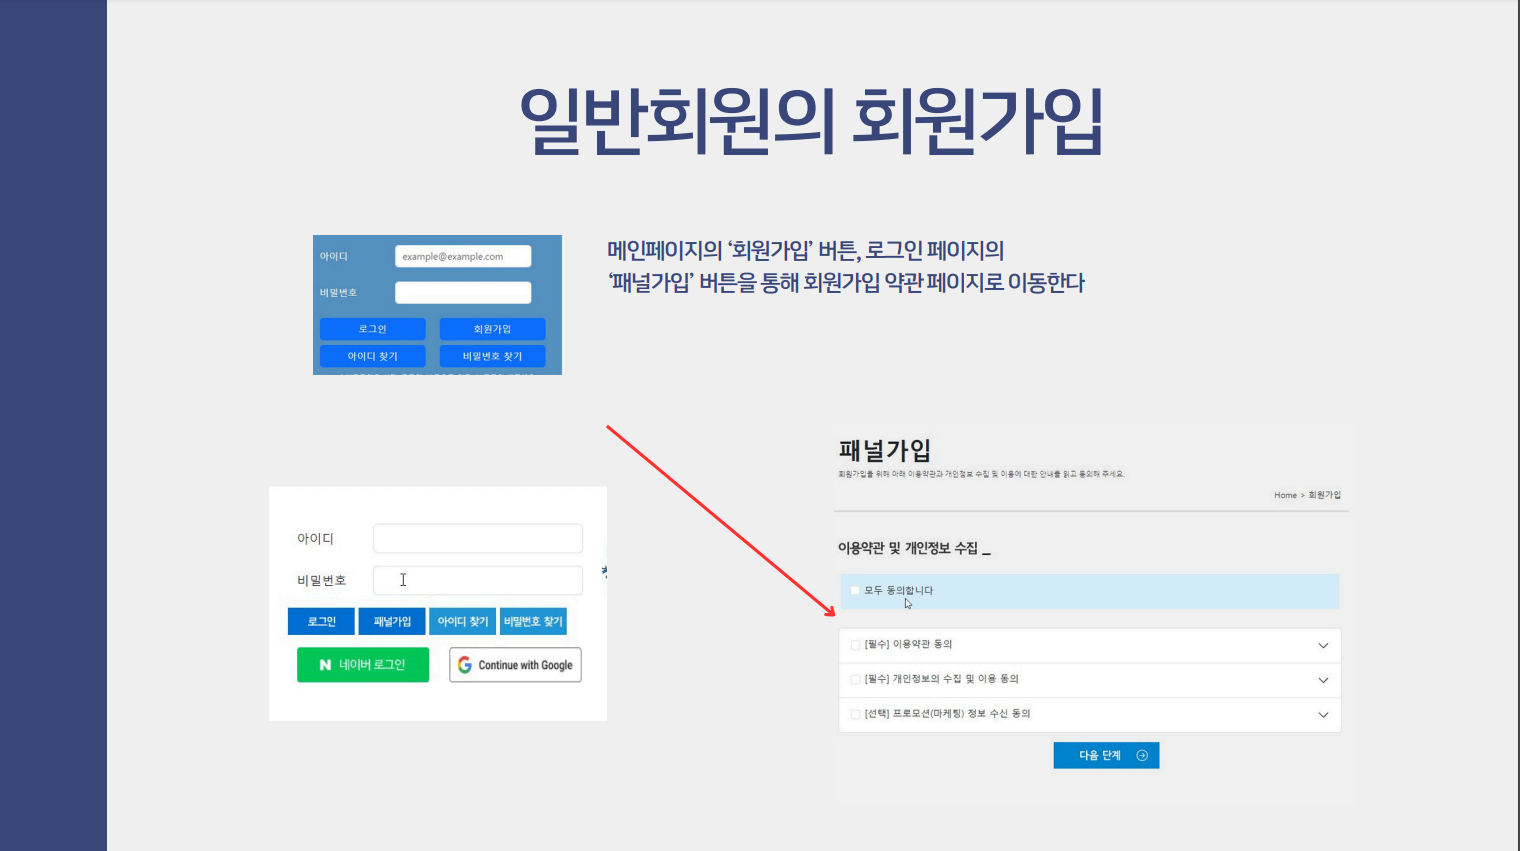 일반회원의 회원가입
아이디
example@example.com
비밀번호
로그인
회원가입
아이디 찾기
비밀번호 찾기
메인페이지의 ‘회원가입’ 버튼, 로그인 페이지의
‘패널가입’ 버튼을 통해 회원가입 약관 페이지로 이동한다
아이디
비밀번호
로그인
패널가입
아이디 찾기
비밀번호 찾기
N 네이버 로그인
G Continue with Google
패널가입
회원가입을 위해 아래 이용약관과 개인정보 수집 및 이용에 대한 안내를 읽고 동의해 주세요.
Home > 회원가입
이용약관 및 개인정보 수집 _
모두 동의합니다
[필수] 이용약관 동의
[필수] 개인정보의 수집 및 이용 동의
[선택] 프로모션(마케팅) 정보 수신 동의
다음 단계